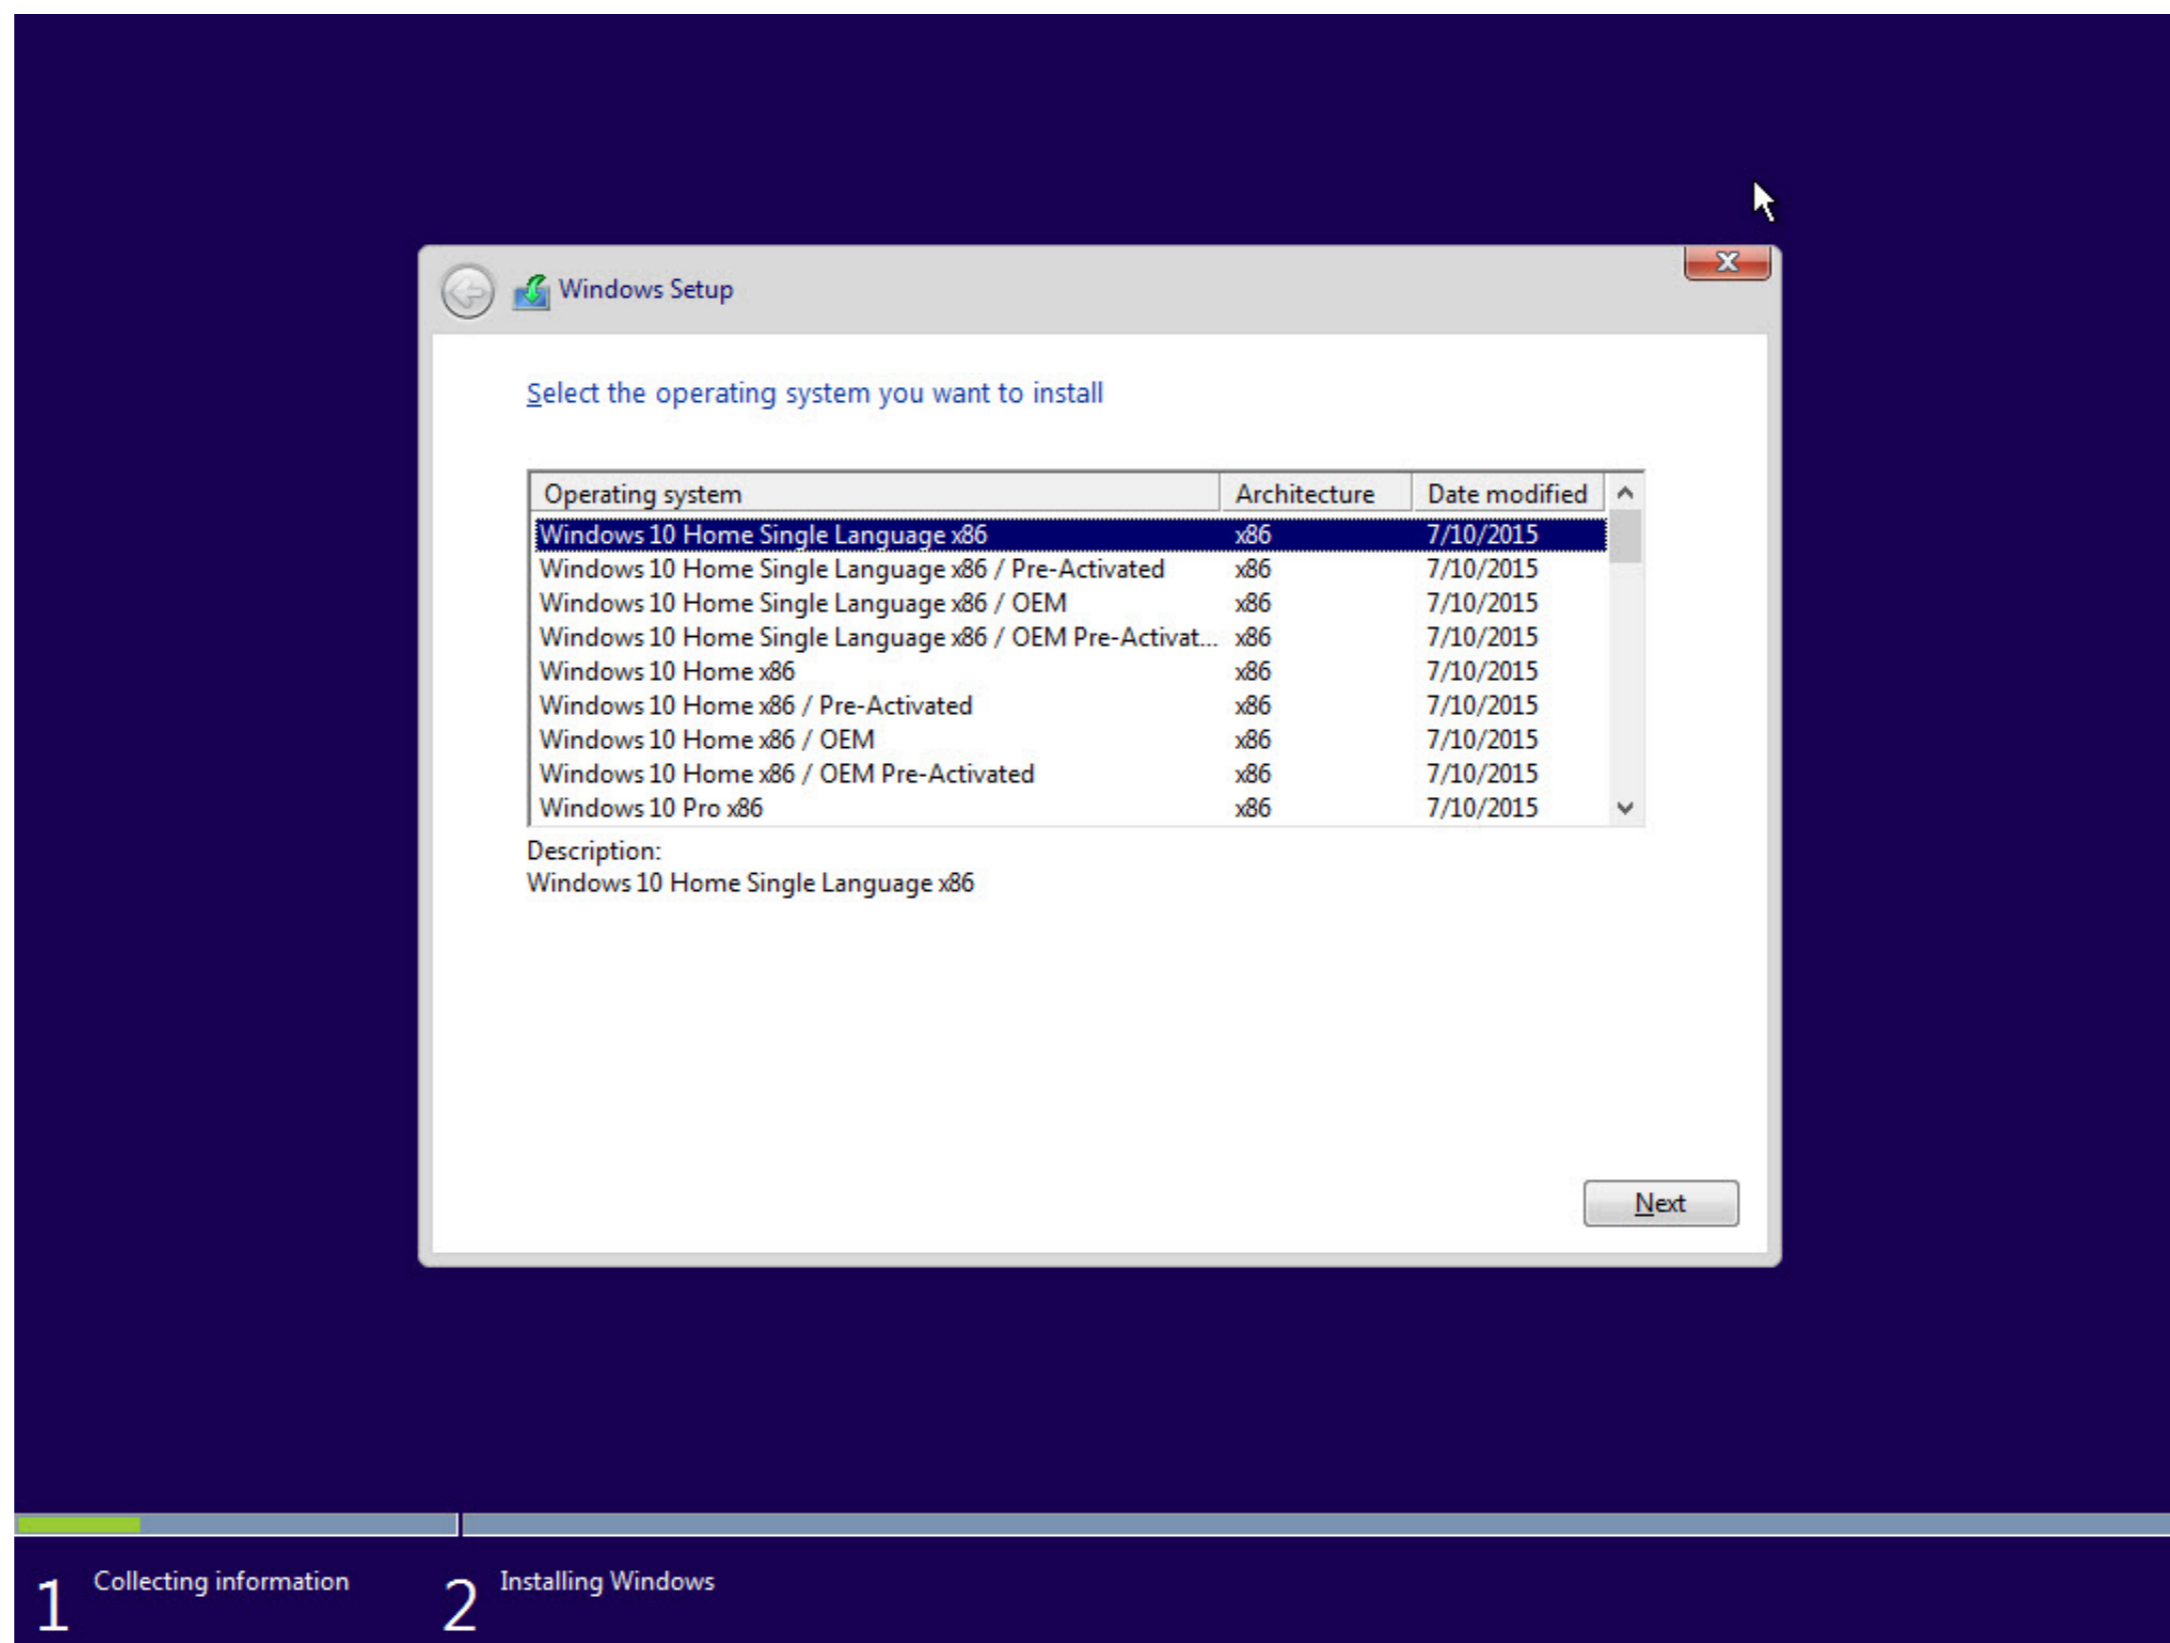 Windows Setup
Select the operating system you want to install
Operating system Architecture Date modified
Windows 10 Home Single Language x86 x86 7/10/2015
Windows 10 Home Single Language x86 / Pre-Activated x86 7/10/2015
Windows 10 Home Single Language x86 / OEM x86 7/10/2015
Windows 10 Home Single Language x86 / OEM Pre-Activat... x86 7/10/2015
Windows 10 Home x86 x86 7/10/2015
Windows 10 Home x86 / Pre-Activated x86 7/10/2015
Windows 10 Home x86 / OEM x86 7/10/2015
Windows 10 Home x86 / OEM Pre-Activated x86 7/10/2015
Windows 10 Pro x86 x86 7/10/2015
Description:
Windows 10 Home Single Language x86
Next
1 Collecting information 2 Installing Windows